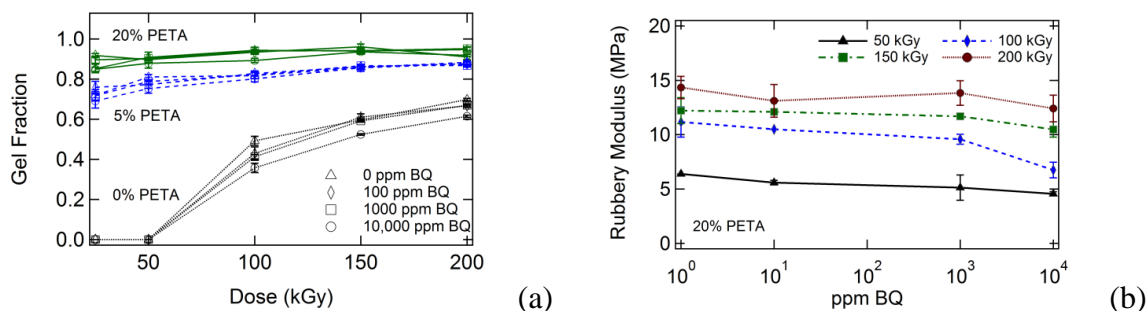 1.0
0.8
0.6
0.4
0.2
0.0
Gel Fraction
20% PETA
5% PETA
0% PETA
0 ppm BQ
100 ppm BQ
1000 ppm BQ
10,000 ppm BQ
50 100 150 200
Dose (kGy)
(a)
20
15
10
5
0
Rubbery Modulus (MPa)
50 kGy 100 kGy
150 kGy 200 kGy
20% PETA
10^0 10^1 10^2 10^3 10^4
ppm BQ
(b)